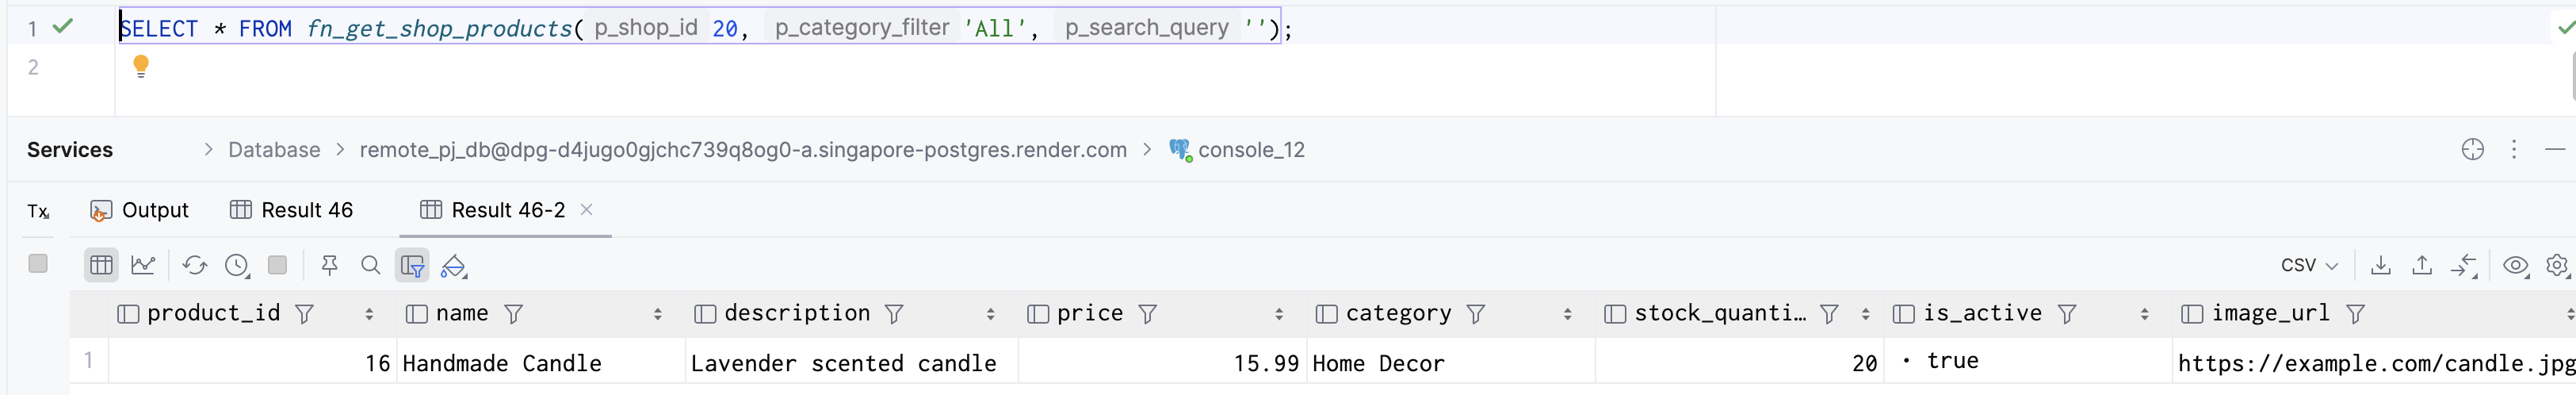 1 SELECT * FROM fn_get_shop_products( p_shop_id 20, p_category_filter 'All', p_search_query '');
2
Services > Database > remote_pj_db@dpg-d4jugo0gjchc739q8og0-a.singapore-postgres.render.com > console_12
Tx Output Result 46 Result 46-2 ×
CSV
product_id name description price category stock_quanti… is_active image_url
1 16 Handmade Candle Lavender scented candle 15.99 Home Decor 20 • true https://example.com/candle.jpg